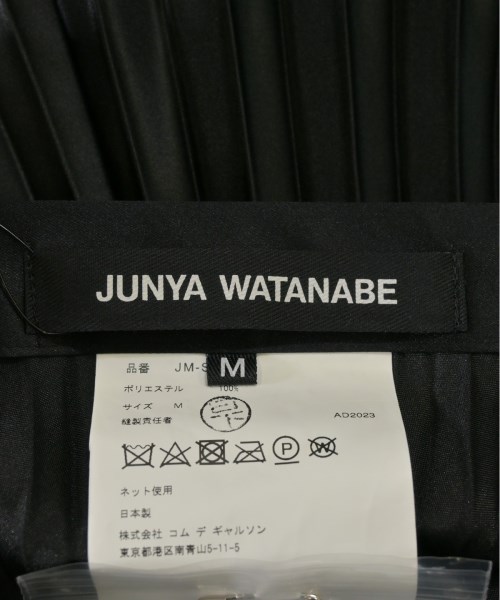 JUNYA WATANABE
M
品番 JM-S
ポリエステル 100%
サイズ M
縫製責任者
AD2023
ネット使用
日本製
株式会社 コム デ ギャルソン
東京都港区南青山5-11-5